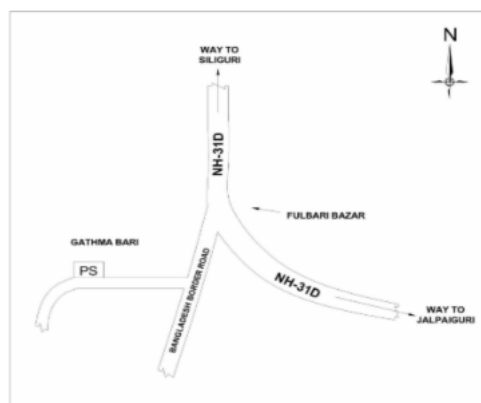 WAY TO
SILIGURI
N
NH-31D
FULBARI BAZAR
GATHMA BARI
PS
BANGLADESH BORDER ROAD
NH-31D
WAY TO
JALPAIGURI